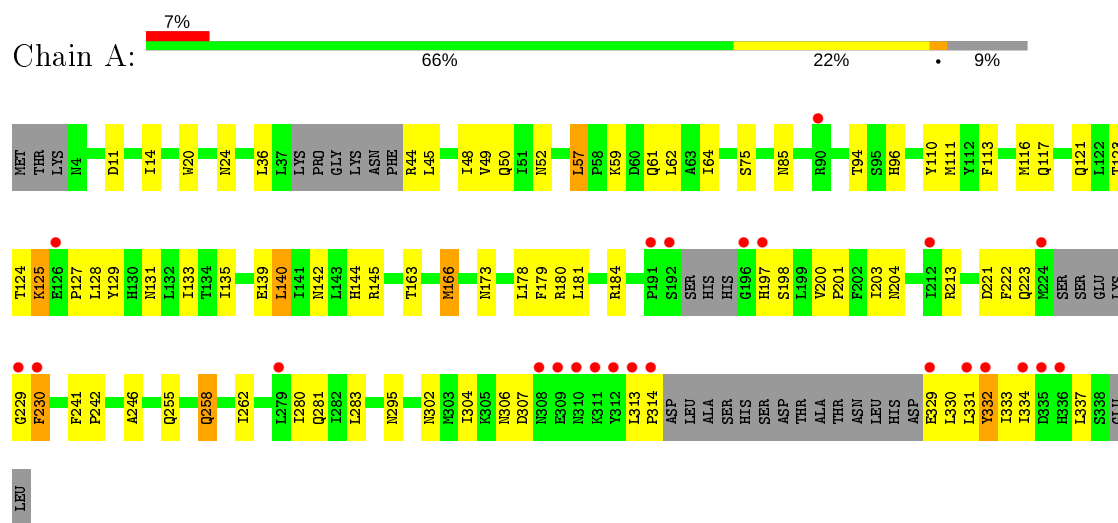 7%
Chain A:
66% 22% • 9%
MET THR LYS N4 D11 I14 W20 N24 L36 L37 LYS PRO GLY LYS ASN PHE R44 L45 I48 V49 Q50 I51 N52 L57 P58 K59 D60 Q61 L62 A63 I64 S75 N85 R90 T94 S95 H96 Y110 M111 Y112 F113 M116 Q117 Q121 L122 T123
T124 K125 E126 P127 L128 Y129 H130 N131 L132 I133 T134 I135 E139 L140 I141 N142 L143 H144 R145 T163 M166 N173 L178 F179 R180 L181 R184 P191 S192 SER HIS HIS G196 H197 S198 L199 V200 P201 F202 I203 N204 I212 R213 D221 F222 Q223 M224 SER SER GLU LYS
G229 F230 F241 P242 A246 Q255 Q258 I262 L279 I280 Q281 I282 L283 N295 N302 M303 I304 K305 N306 D307 N308 E309 N310 K311 Y312 L313 P314 ASP LEU ALA SER HIS SER ASP THR ALA THR ASN LEU HIS ASP E329 L330 L331 Y332 I333 I334 D335 H336 L337 S338 GLU
LEU